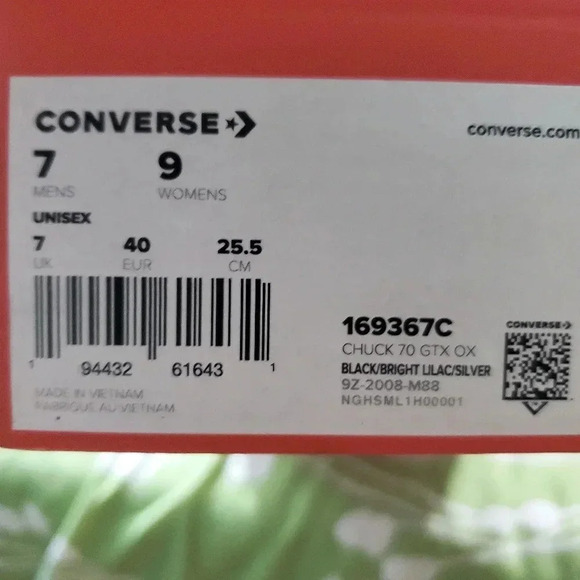 CONVERSE
converse.com
7 9
MENS WOMENS
UNISEX
7 40 25.5
UK EUR CM
1 94432 61643 1
MADE IN VIETNAM
FABRIQUÉ AU VIETNAM
169367C
CHUCK 70 GTX OX
BLACK/BRIGHT LILAC/SILVER
9Z-2008-M88
NGHSML1H00001
CONVERSE